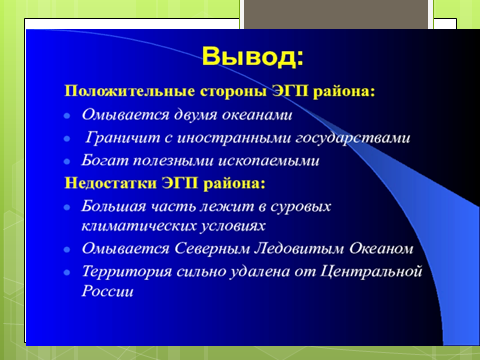 Вывод:
Положительные стороны ЭГП района:
Омывается двумя океанами
Граничит с иностранными государствами
Богат полезными ископаемыми
Недостатки ЭГП района:
Большая часть лежит в суровых
климатических условиях
Омывается Северным Ледовитым Океаном
Территория сильно удалена от Центральной
России